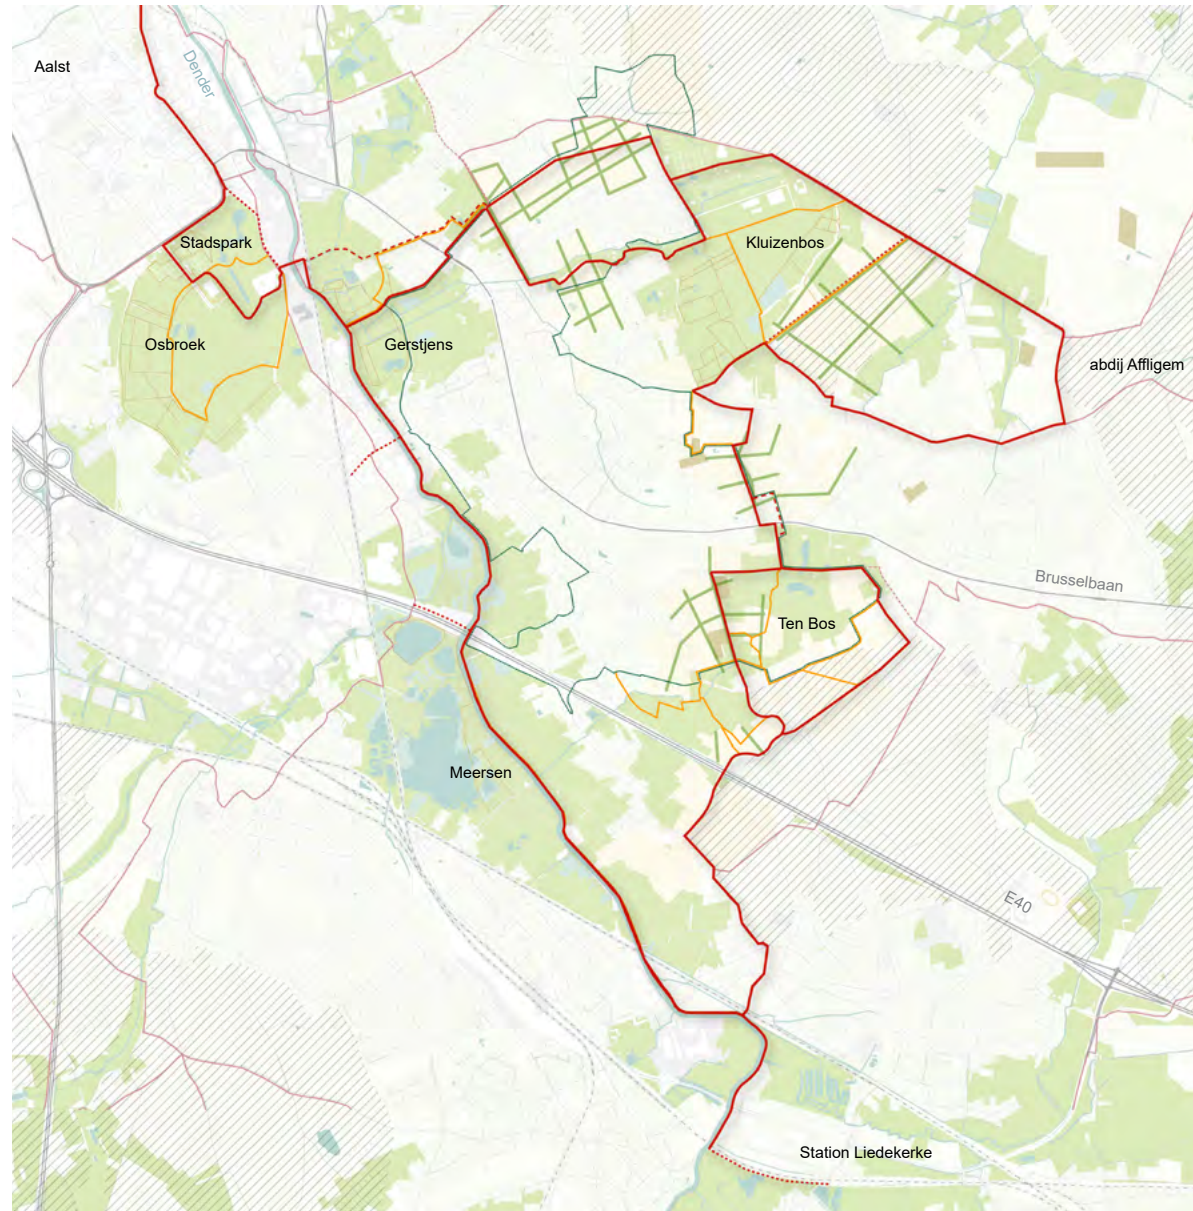 Aalst
Dender
Stadspark
Kluizenbos
Osbroek
Gerstjens
abdij Affligem
Brusselbaan
Ten Bos
Meersen
E40
Station Liedekerke